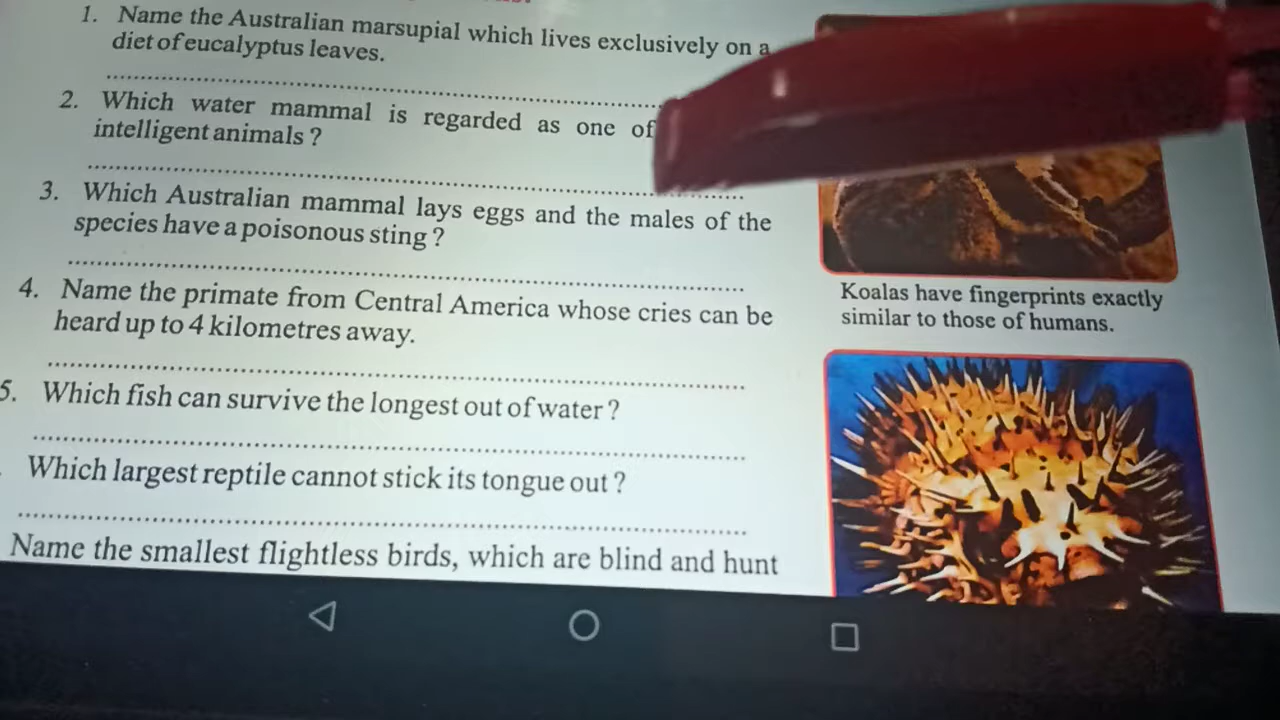 1. Name the Australian marsupial which lives exclusively on a
diet of eucalyptus leaves.
2. Which water mammal is regarded as one of
intelligent animals ?
3. Which Australian mammal lays eggs and the males of the
species have a poisonous sting ?
4. Name the primate from Central America whose cries can be
heard up to 4 kilometres away.
5. Which fish can survive the longest out of water ?
Which largest reptile cannot stick its tongue out ?
Name the smallest flightless birds, which are blind and hunt
Koalas have fingerprints exactly
similar to those of humans.